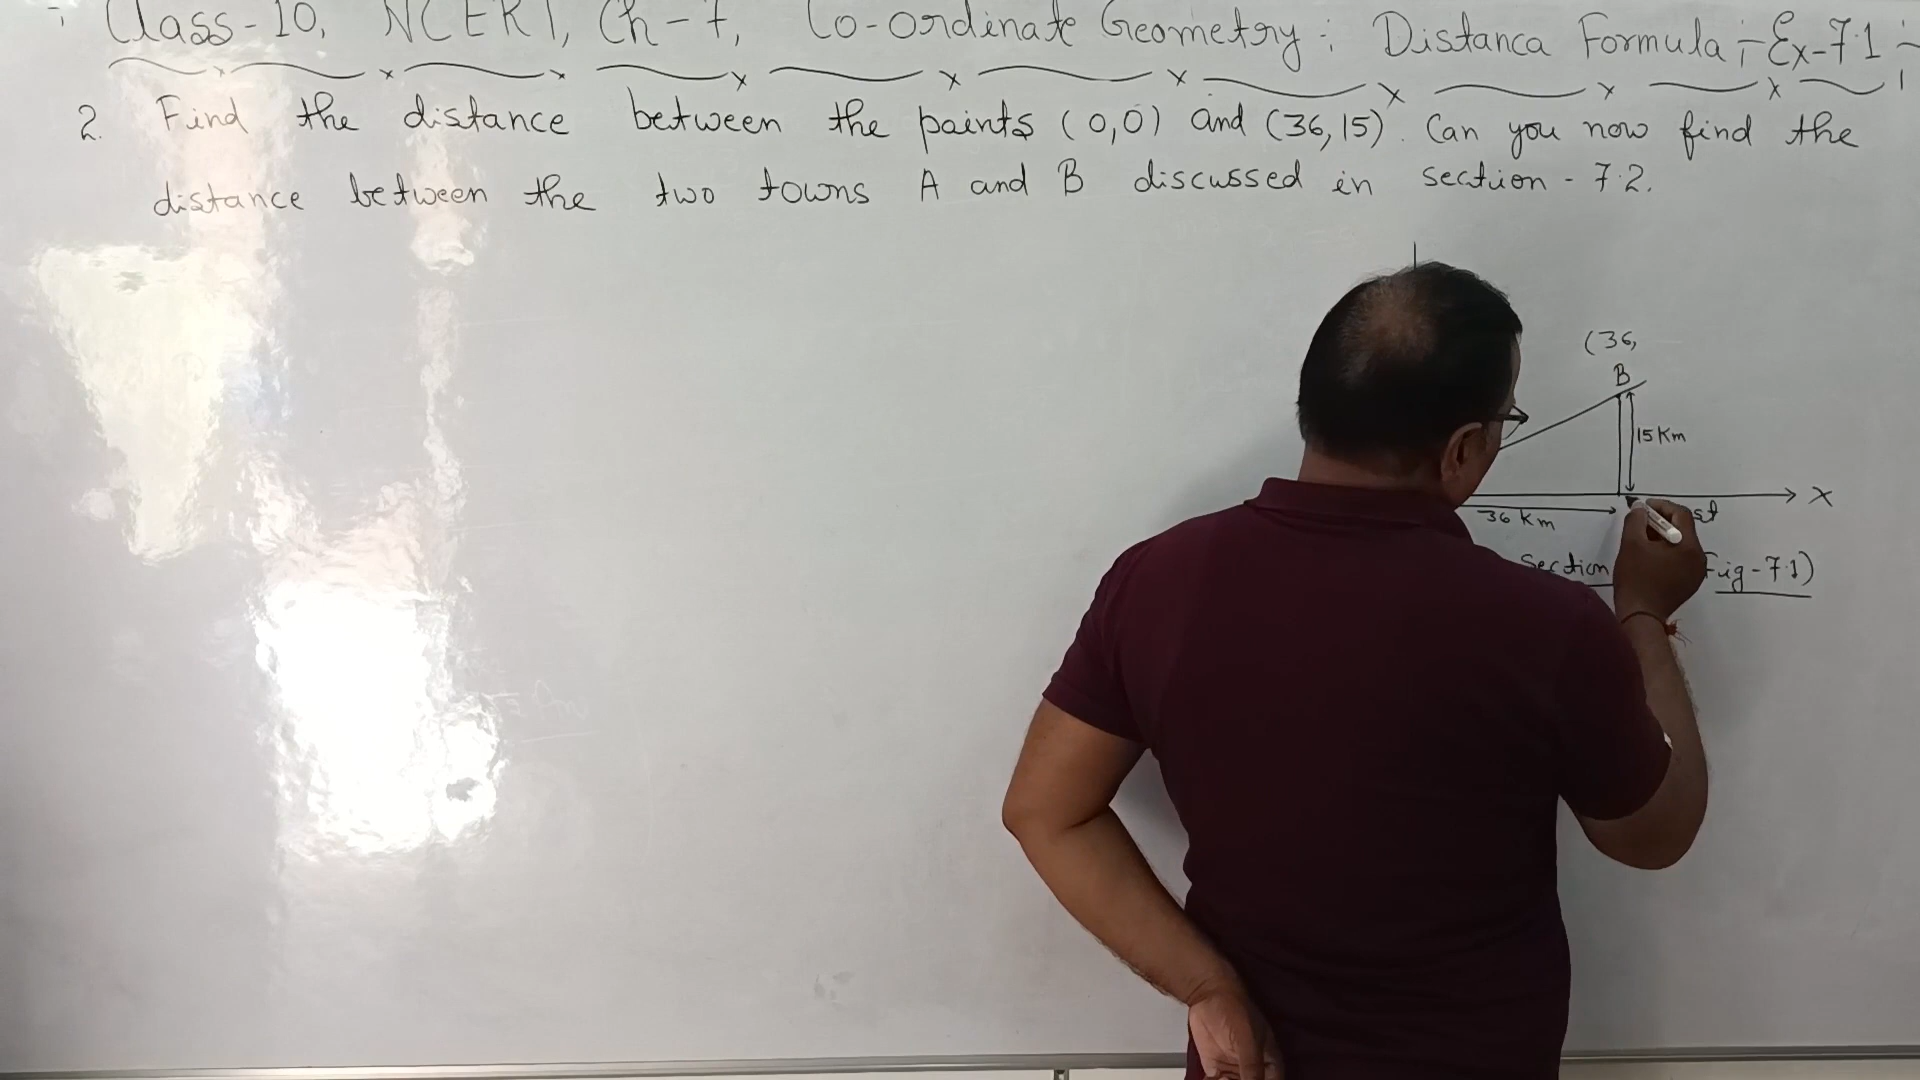 Class-10, NCERT, Ch-7, Co-ordinate Geometry: Distanca Formula; Ex-7.1
2. Find the distance between the points (0,0) and (36,15). Can you now find the
distance between the two towns A and B discussed in section-7.2.
(36,
B
15 Km
X
36 Km
Section
Fig-7.1)